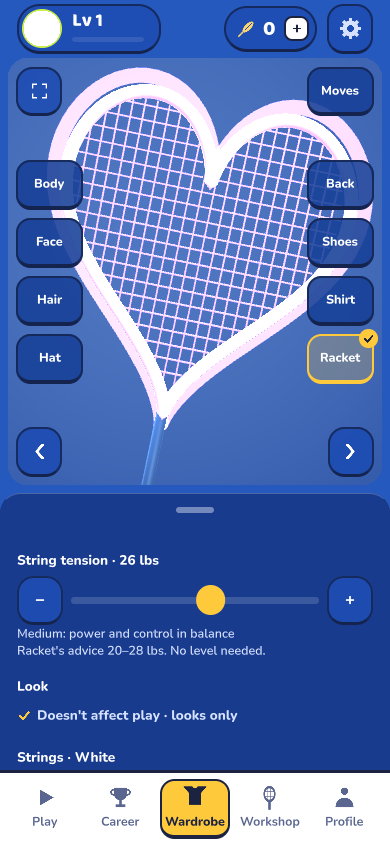 Lv 1
0
+
Moves
Body
Back
Face
Shoes
Hair
Shirt
Hat
Racket
String tension · 26 lbs
−
+
Medium: power and control in balance
Racket's advice 20–28 lbs. No level needed.
Look
Doesn't affect play · looks only
Strings · White
Play
Career
Wardrobe
Workshop
Profile